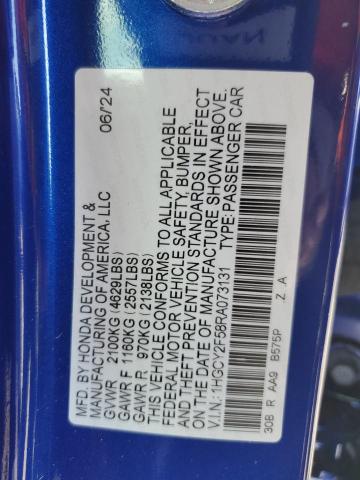 MFD. BY HONDA DEVELOPMENT &
MANUFACTURING OF AMERICA, LLC 06/'24
GVWR 2100KG (4629LBS)
GAWR F 1160KG (2557LBS)
GAWR R 970KG (2138LBS)
THIS VEHICLE CONFORMS TO ALL APPLICABLE
FEDERAL MOTOR VEHICLE SAFETY, BUMPER,
AND THEFT PREVENTION STANDARDS IN EFFECT
ON THE DATE OF MANUFACTURE SHOWN ABOVE.
V.I.N.: 1HGCY2F58RA073131 TYPE:PASSENGER CAR
308 R AA9 B575P Z A